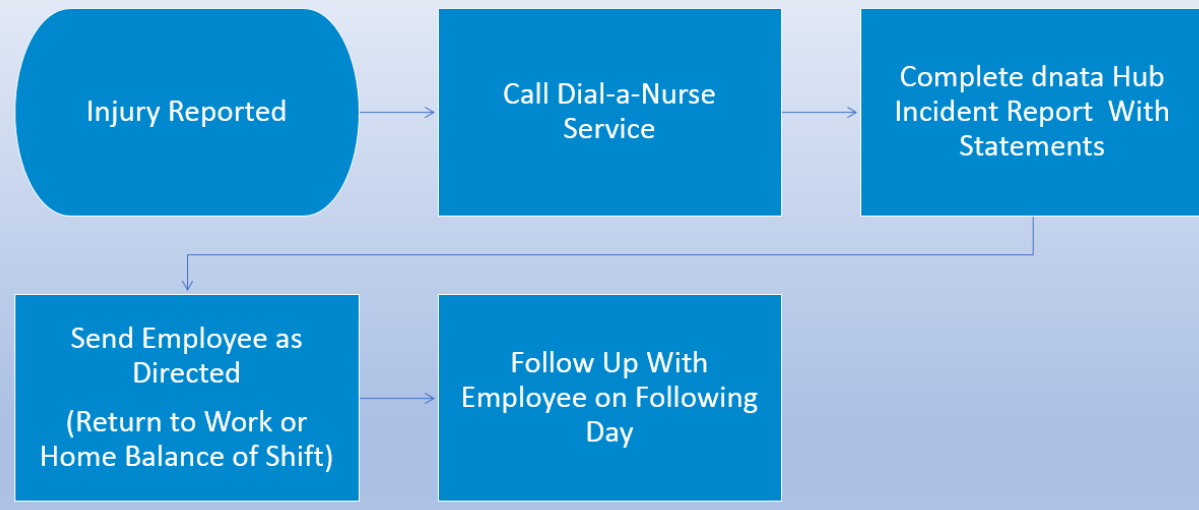 Injury Reported
Call Dial-a-Nurse
Service
Complete dnata Hub
Incident Report  With
Statements
Send Employee as
Directed
(Return to Work or
Home Balance of Shift)
Follow Up With
Employee on Following
Day